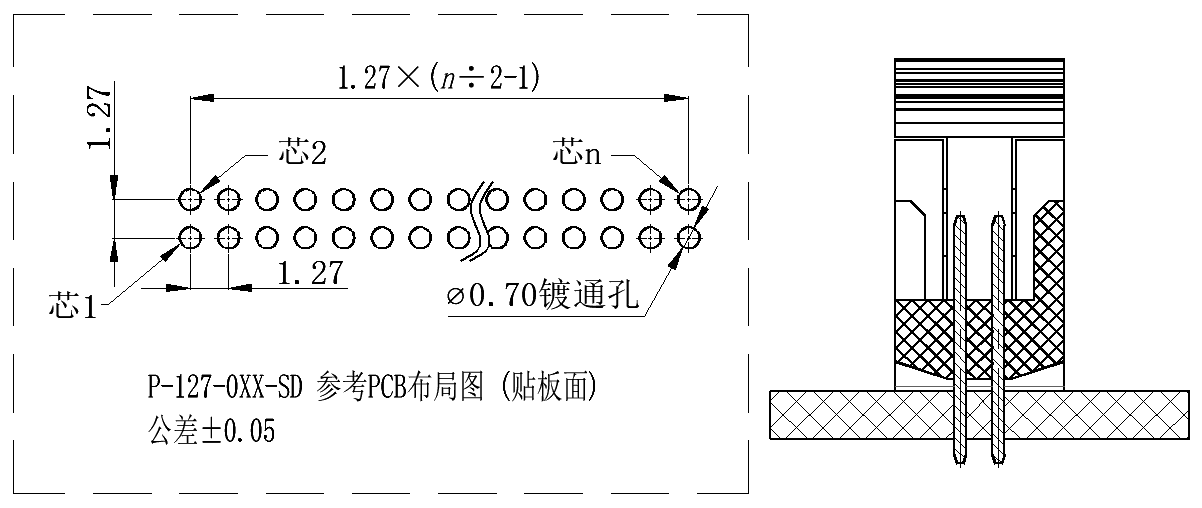 1.27×(n÷2-1)
1.27
芯2
芯n
1.27
芯1
⌀0.70镀通孔
P-127-0XX-SD 参考PCB布局图 (贴板面)
公差±0.05